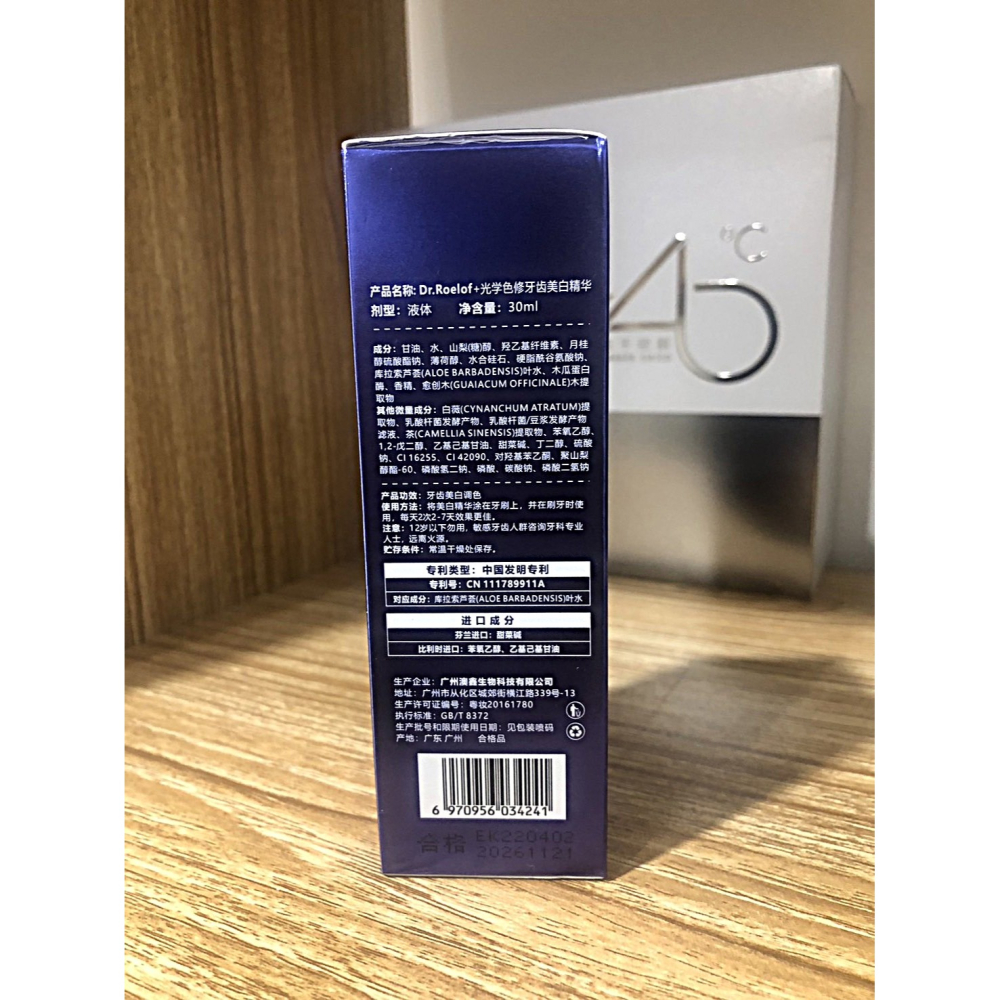 产品名称: Dr.Roelof+光学色修牙齿美白精华
剂型：液体 净含量：30ml
成分：甘油、水、山梨(糖)醇、羟乙基纤维素、月桂
醇硫酸酯钠、薄荷醇、水合硅石、硬脂酰谷氨酸钠、
库拉索芦荟(ALOE BARBADENSIS)叶水、木瓜蛋白
酶、香精、愈创木(GUAIACUM OFFICINALE)木提
取物
其他微量成分：白薇(CYNANCHUM ATRATUM)提
取物、乳酸杆菌发酵产物、乳酸杆菌/豆浆发酵产物
滤液、茶(CAMELLIA SINENSIS)提取物、苯氧乙醇、
1,2-戊二醇、乙基己基甘油、甜菜碱、丁二醇、硫酸
钠、CI 16255、CI 42090、对羟基苯乙酮、聚山梨
醇酯-60、磷酸氢二钠、磷酸、碳酸钠、磷酸二氢钠
产品功效：牙齿美白调色
使用方法：将美白精华涂在牙刷上，并在刷牙时使
用，每天2次2-7天效果更佳。
注意：12岁以下勿用，敏感牙齿人群咨询牙科专业
人士，远离火源。
贮存条件：常温干燥处保存。
专利类型：中国发明专利
专利号：CN 111789911A
对应成分：库拉索芦荟(ALOE BARBADENSIS)叶水
进口成分
芬兰进口：甜菜碱
比利时进口：苯氧乙醇、乙基己基甘油
生产企业：广州澳鑫生物科技有限公司
地址：广州市从化区城郊街横江路339号-13
生产许可证编号：粤妆20161780
执行标准：GB/T 8372
生产批号和限期使用日期：见包装喷码
产地：广东 广州 合格品
6 970956 034241
合格 EK220402
20261121
45
°C